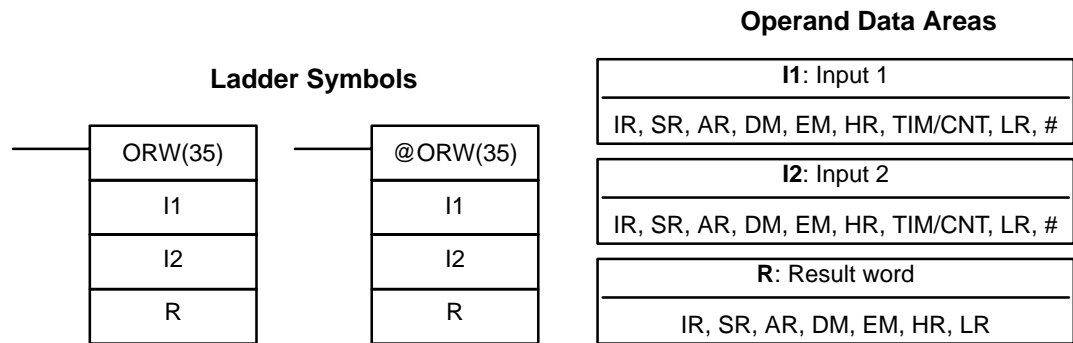 Ladder Symbols
ORW(35)
I1
I2
R
@ORW(35)
I1
I2
R
Operand Data Areas
I1: Input 1
IR, SR, AR, DM, EM, HR, TIM/CNT, LR, #
I2: Input 2
IR, SR, AR, DM, EM, HR, TIM/CNT, LR, #
R: Result word
IR, SR, AR, DM, EM, HR, LR